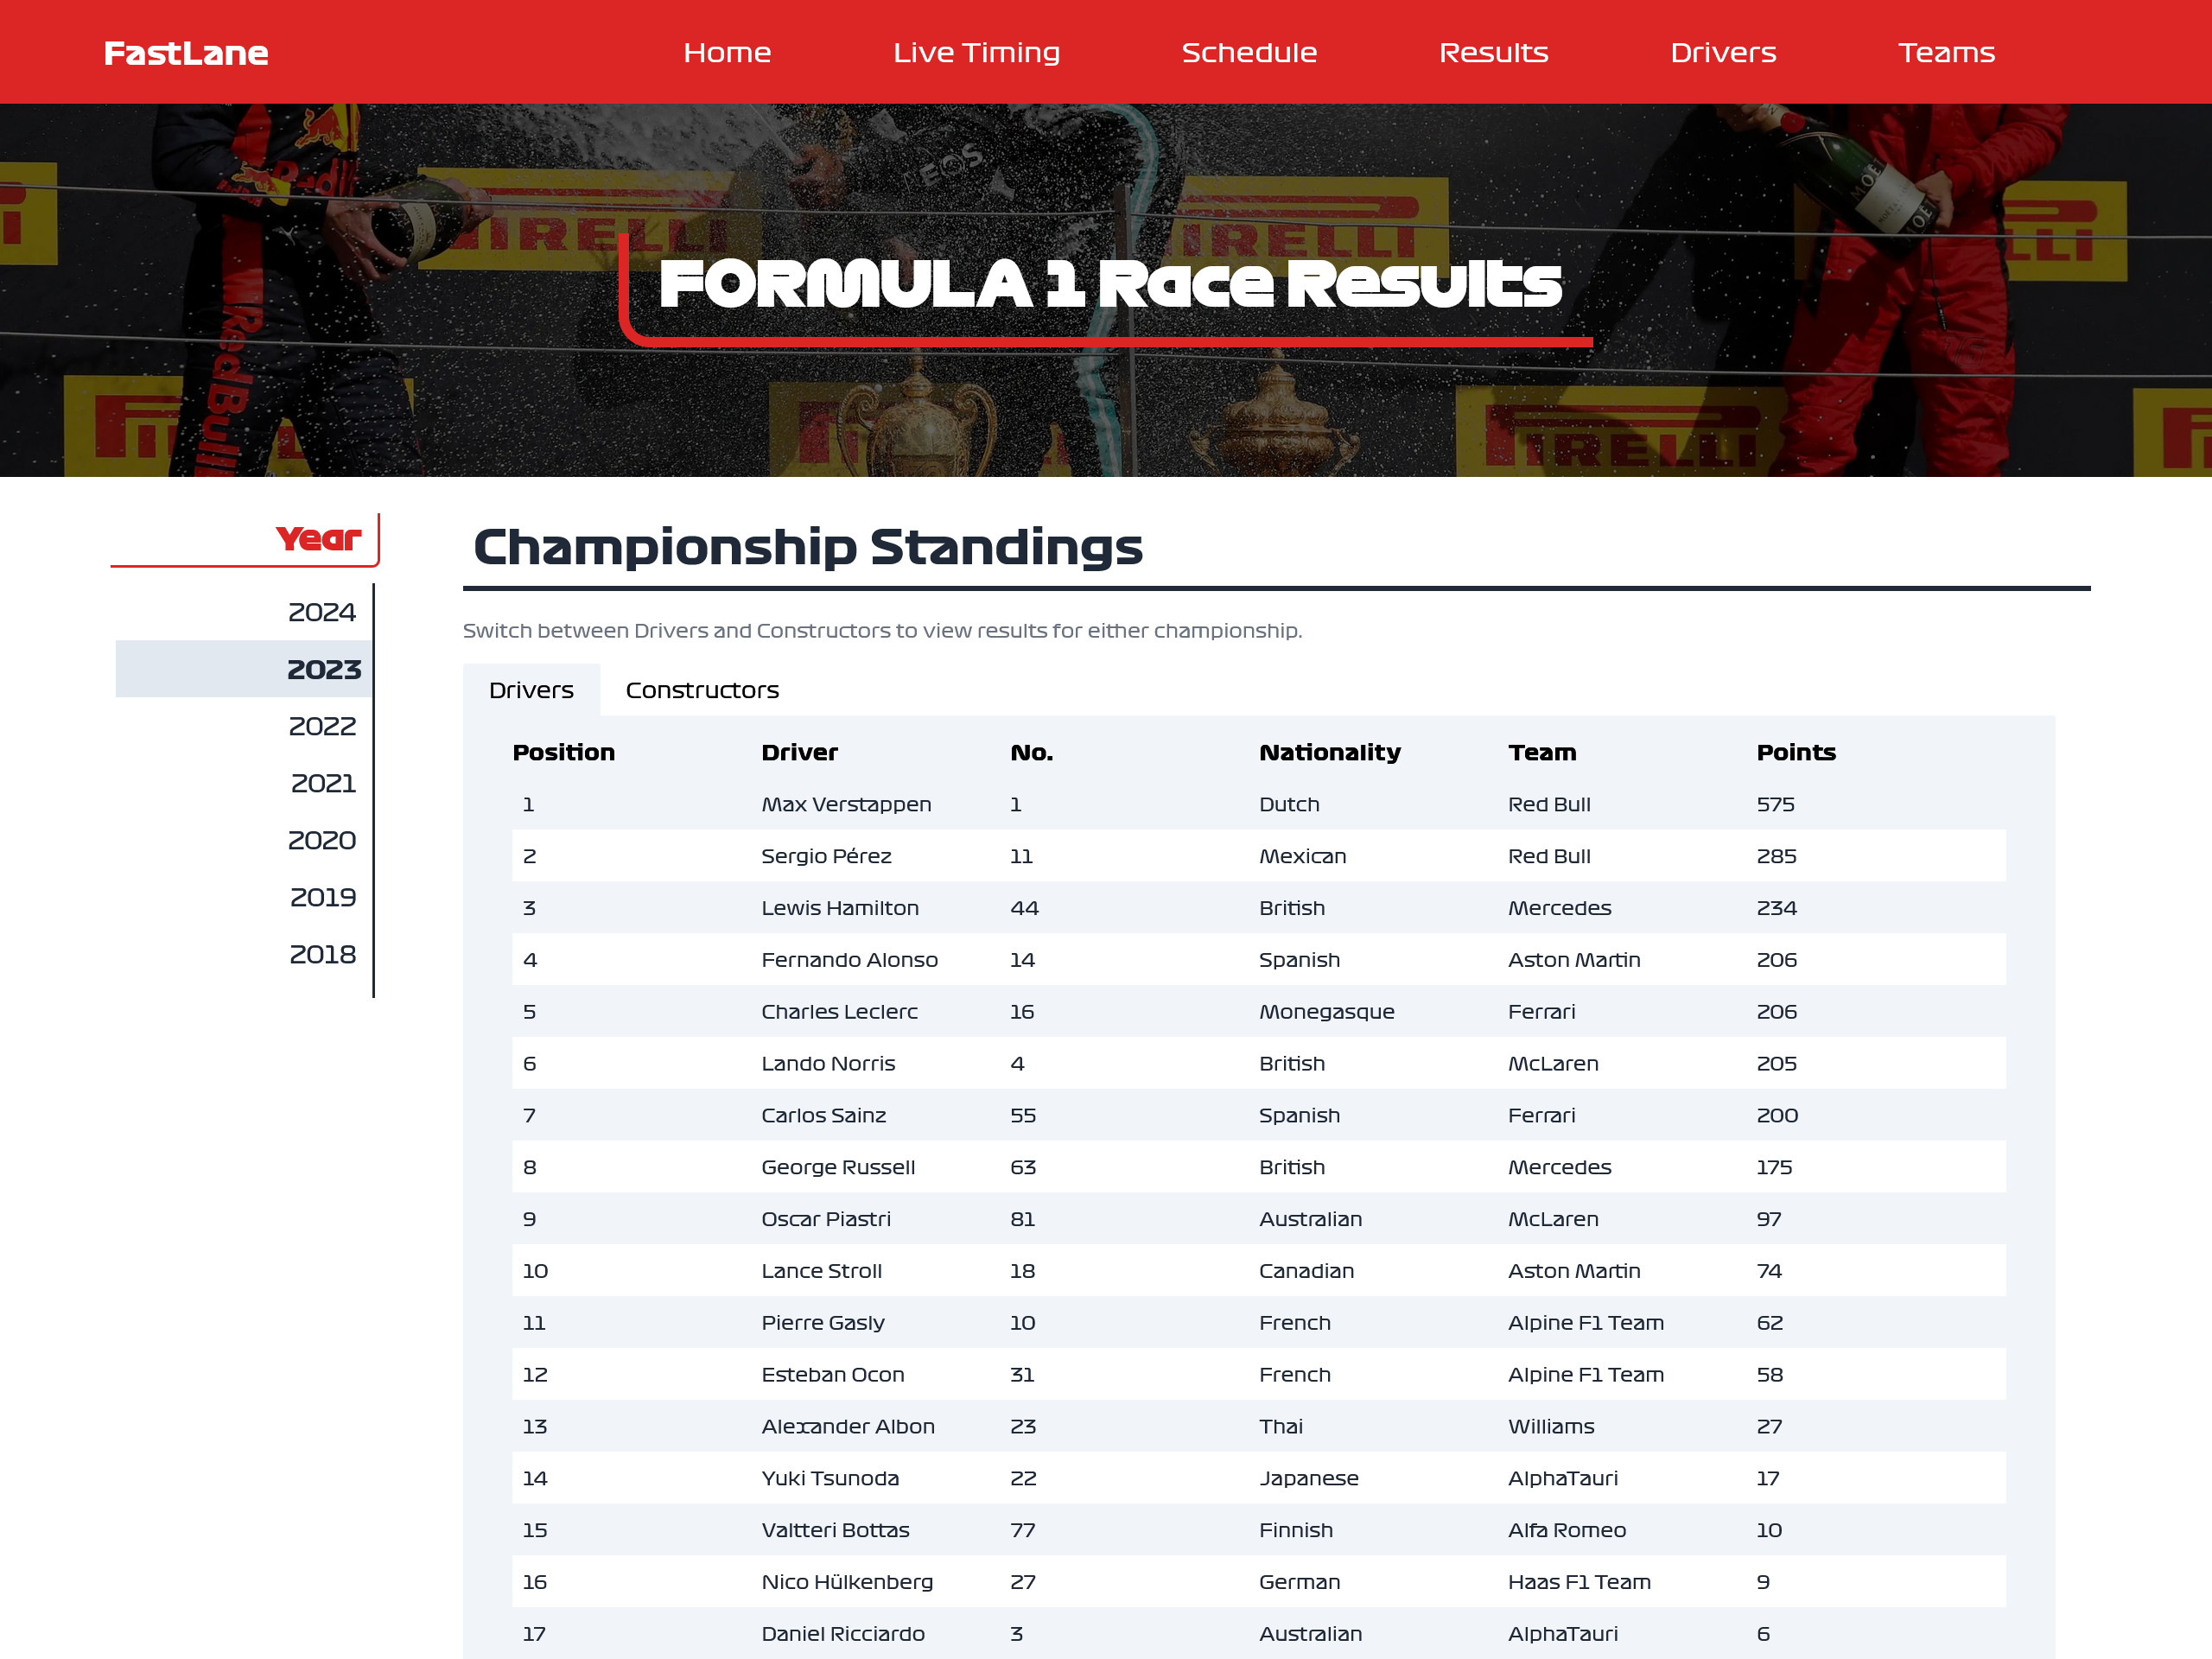 FastLane Home Live Timing Schedule Results Drivers Teams
EOS
Red
PIRELLI
PIRELLI
RELLI
MOËT
FORMULA 1 Race Results
RedBull
PIRELLI
Year
2024
2023
2022
2021
2020
2019
2018
Championship Standings
Switch between Drivers and Constructors to view results for either championship.
Drivers Constructors
Position Driver No. Nationality Team Points
1 Max Verstappen 1 Dutch Red Bull 575
2 Sergio Pérez 11 Mexican Red Bull 285
3 Lewis Hamilton 44 British Mercedes 234
4 Fernando Alonso 14 Spanish Aston Martin 206
5 Charles Leclerc 16 Monegasque Ferrari 206
6 Lando Norris 4 British McLaren 205
7 Carlos Sainz 55 Spanish Ferrari 200
8 George Russell 63 British Mercedes 175
9 Oscar Piastri 81 Australian McLaren 97
10 Lance Stroll 18 Canadian Aston Martin 74
11 Pierre Gasly 10 French Alpine F1 Team 62
12 Esteban Ocon 31 French Alpine F1 Team 58
13 Alexander Albon 23 Thai Williams 27
14 Yuki Tsunoda 22 Japanese AlphaTauri 17
15 Valtteri Bottas 77 Finnish Alfa Romeo 10
16 Nico Hülkenberg 27 German Haas F1 Team 9
17 Daniel Ricciardo 3 Australian AlphaTauri 6